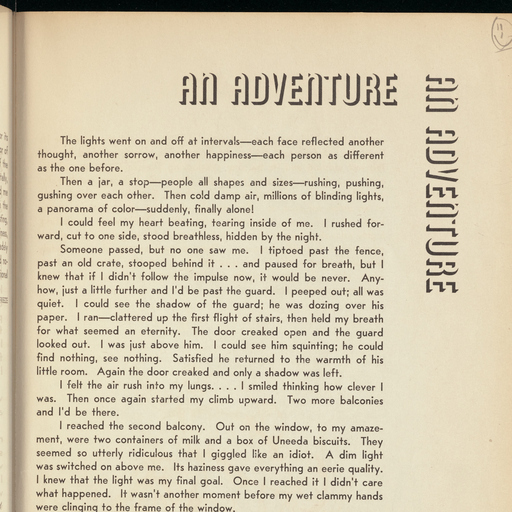 AN ADVENTURE
AN ADVENTURE
The lights went on and off at intervals—each face reflected another
thought, another sorrow, another happiness—each person as different
as the one before.
Then a jar, a stop—people all shapes and sizes—rushing, pushing,
gushing over each other. Then cold damp air, millions of blinding lights,
a panorama of color—suddenly, finally alone!
I could feel my heart beating, tearing inside of me. I rushed for-
ward, cut to one side, stood breathless, hidden by the night.
Someone passed, but no one saw me. I tiptoed past the fence,
past an old crate, stooped behind it . . . and paused for breath, but I
knew that if I didn't follow the impulse now, it would be never. Any-
how, just a little further and I'd be past the guard. I peeped out; all was
quiet. I could see the shadow of the guard; he was dozing over his
paper. I ran—clattered up the first flight of stairs, then held my breath
for what seemed an eternity. The door creaked open and the guard
looked out. I was just above him. I could see him squinting; he could
find nothing, see nothing. Satisfied he returned to the warmth of his
little room. Again the door creaked and only a shadow was left.
I felt the air rush into my lungs. . . . I smiled thinking how clever I
was. Then once again started my climb upward. Two more balconies
and I'd be there.
I reached the second balcony. Out on the window, to my amaze-
ment, were two containers of milk and a box of Uneeda biscuits. They
seemed so utterly ridiculous that I giggled like an idiot. A dim light
was switched on above me. Its haziness gave everything an eerie quality.
I knew that the light was my final goal. Once I reached it I didn't care
what happened. It wasn't another moment before my wet clammy hands
were clinging to the frame of the window.